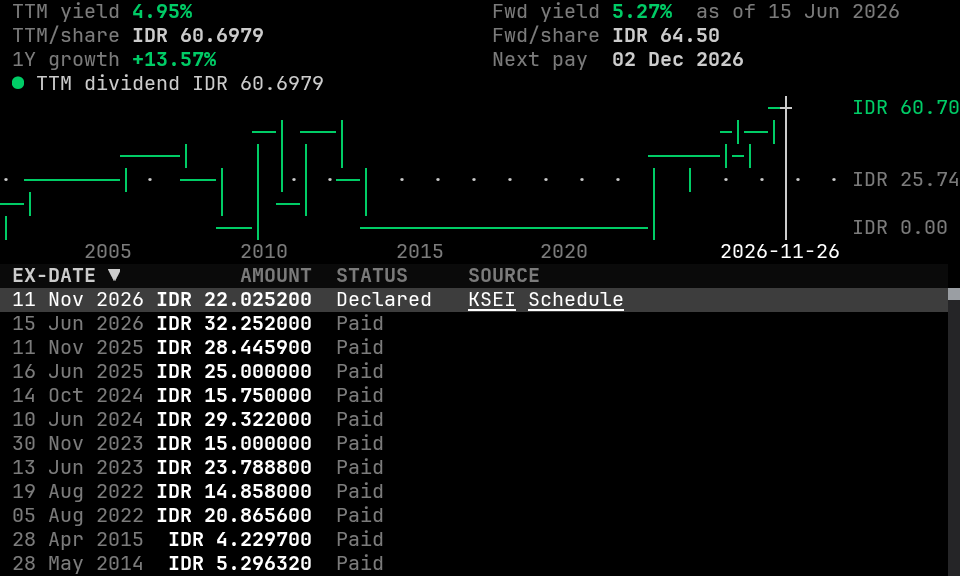 TTM yield 4.95% Fwd yield 5.27% as of 15 Jun 2026
TTM/share IDR 60.6979 Fwd/share IDR 64.50
1Y growth +13.57% Next pay 02 Dec 2026
● TTM dividend IDR 60.6979
IDR 60.70
IDR 25.74
IDR 0.00
2005 2010 2015 2020 2026-11-26
EX-DATE ▼ AMOUNT STATUS SOURCE
11 Nov 2026 IDR 22.025200 Declared KSEI Schedule
15 Jun 2026 IDR 32.252000 Paid
11 Nov 2025 IDR 28.445900 Paid
16 Jun 2025 IDR 25.000000 Paid
14 Oct 2024 IDR 15.750000 Paid
10 Jun 2024 IDR 29.322000 Paid
30 Nov 2023 IDR 15.000000 Paid
13 Jun 2023 IDR 23.788800 Paid
19 Aug 2022 IDR 14.858000 Paid
05 Aug 2022 IDR 20.865600 Paid
28 Apr 2015 IDR 4.229700 Paid
28 May 2014 IDR 5.296320 Paid